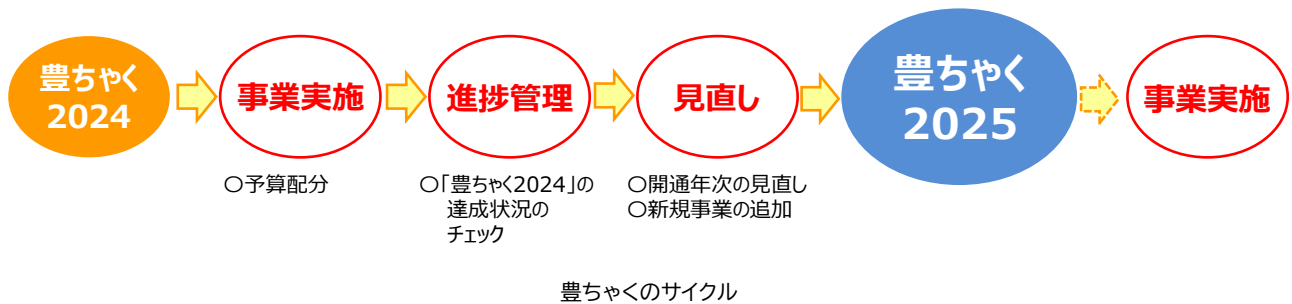 豊ちゃく
2024
事業実施
進捗管理
見直し
豊ちゃく
2025
事業実施
〇予算配分
〇「豊ちゃく2024」の
達成状況の
チェック
〇開通年次の見直し
〇新規事業の追加
豊ちゃくのサイクル